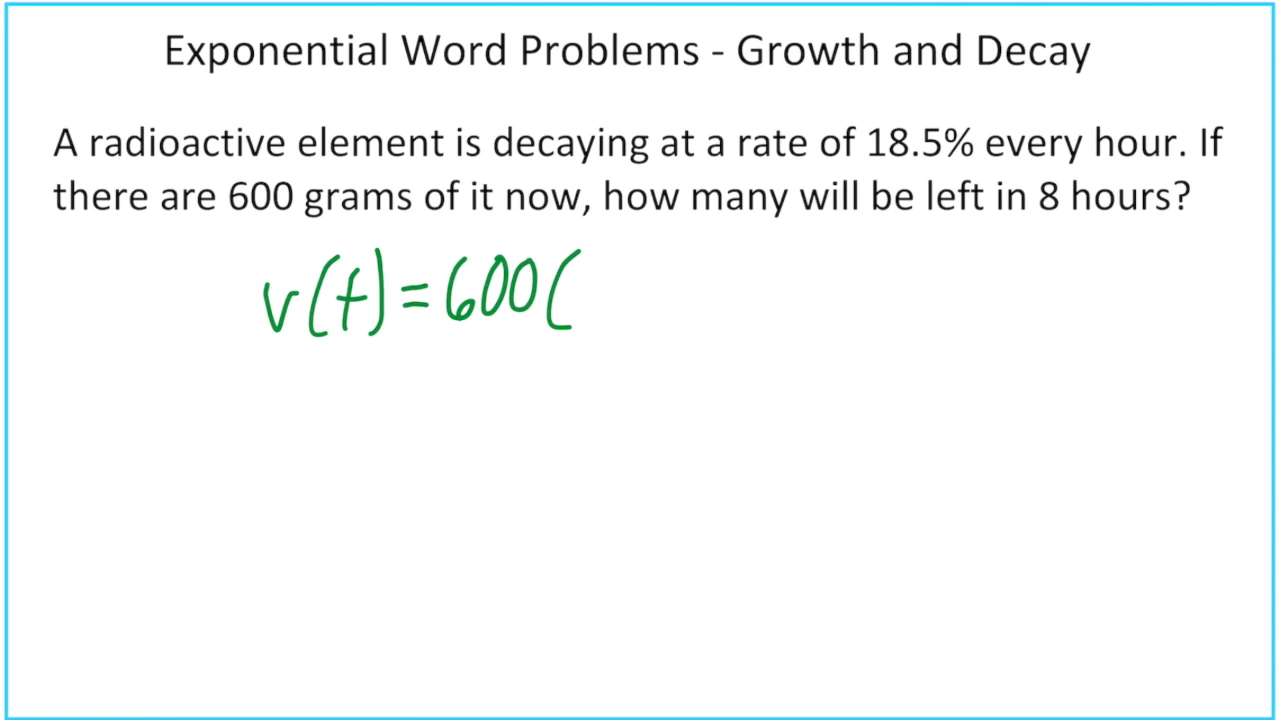 Exponential Word Problems - Growth and Decay
A radioactive element is decaying at a rate of 18.5% every hour. If
there are 600 grams of it now, how many will be left in 8 hours?
v(t)=600(